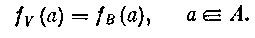 f_V (a) = f_B (a),    a ∈ A.